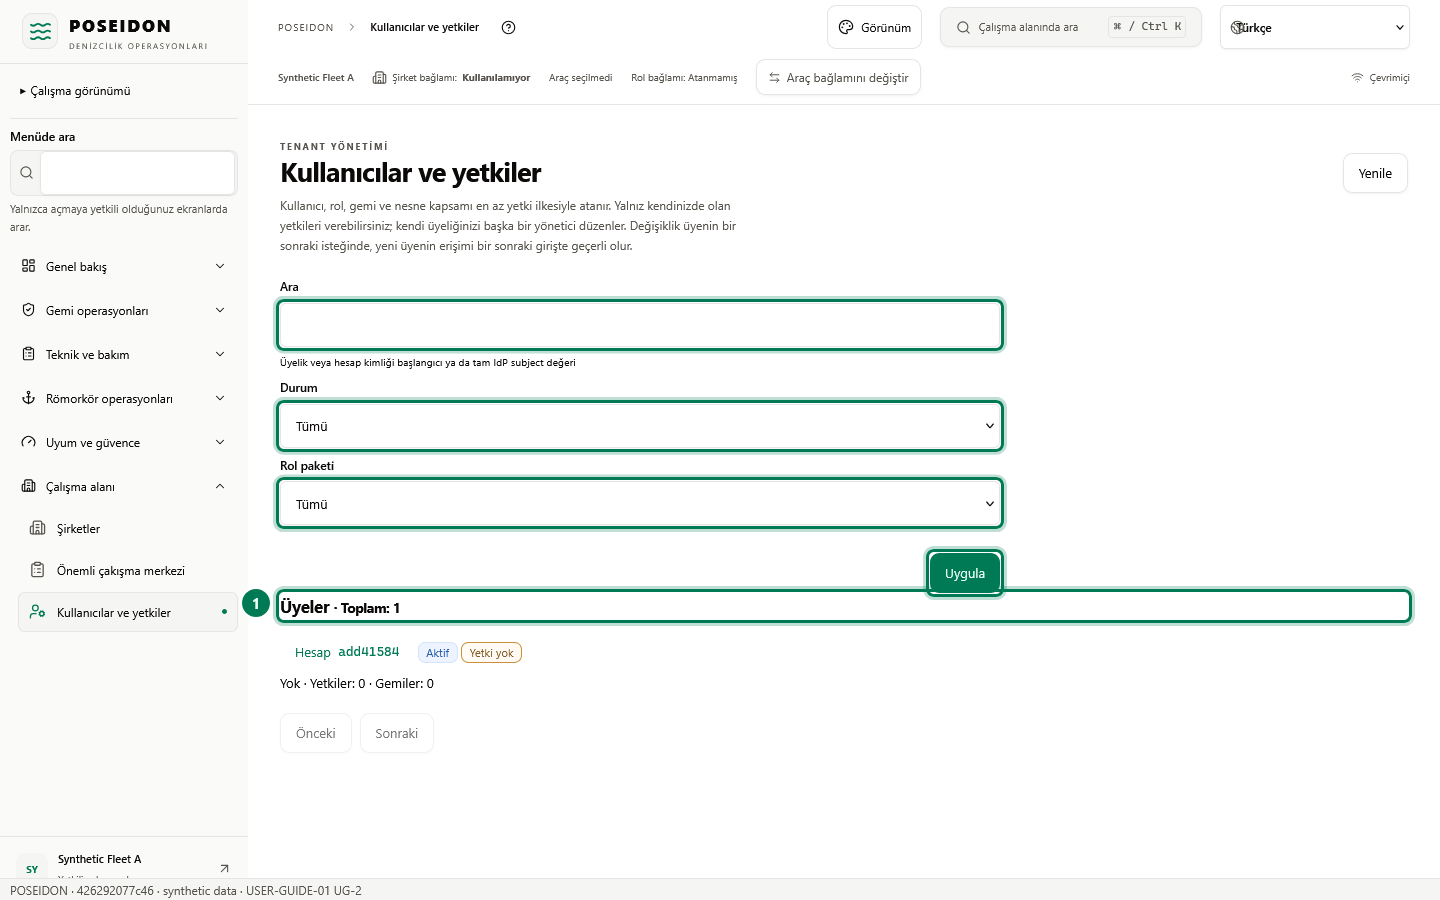 POSEIDON
DENİZCİLİK OPERASYONLARI
Çalışma görünümü
Menüde ara
Yalnızca açmaya yetkili olduğunuz ekranlarda
arar.
Genel bakış
Gemi operasyonları
Teknik ve bakım
Römorkör operasyonları
Uyum ve güvence
Çalışma alanı
Şirketler
Önemli çakışma merkezi
Kullanıcılar ve yetkiler
SY
Synthetic Fleet A
POSEIDON
Kullanıcılar ve yetkiler
Görünüm
Çalışma alanında ara
⌘ / Ctrl K
Türkçe
Synthetic Fleet A
Şirket bağlamı: Kullanılamıyor
Araç seçilmedi
Rol bağlamı: Atanmamış
Araç bağlamını değiştir
Çevrimiçi
TENANT YÖNETİMİ
Kullanıcılar ve yetkiler
Yenile
Kullanıcı, rol, gemi ve nesne kapsamı en az yetki ilkesiyle atanır. Yalnız kendinizde olan
yetkileri verebilirsiniz; kendi üyeliğinizi başka bir yönetici düzenler. Değişiklik üyenin bir
sonraki isteğinde, yeni üyenin erişimi bir sonraki girişte geçerli olur.
Ara
Üyelik veya hesap kimliği başlangıcı ya da tam IdP subject değeri
Durum
Tümü
Rol paketi
Tümü
Uygula
1
Üyeler · Toplam: 1
Hesap add41584 Aktif Yetki yok
Yok · Yetkiler: 0 · Gemiler: 0
Önceki
Sonraki
POSEIDON · 426292077c46 · synthetic data · USER-GUIDE-01 UG-2